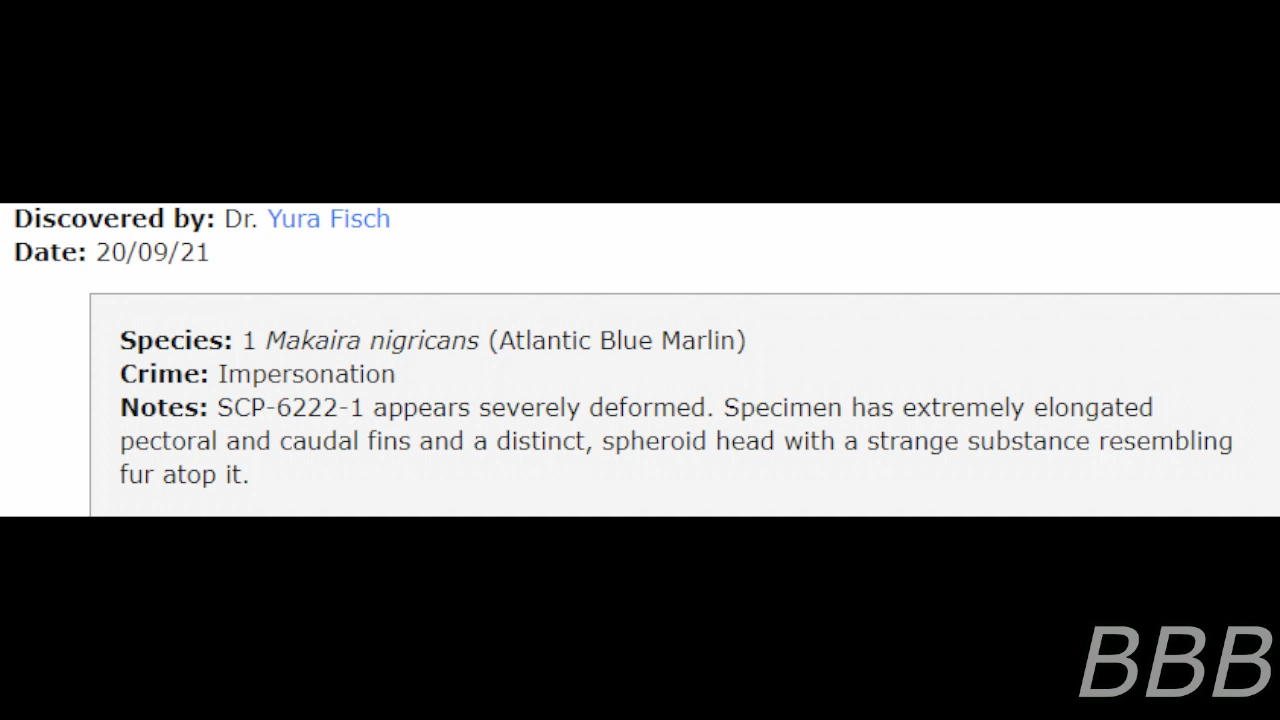 Discovered by: Dr. Yura Fisch
Date: 20/09/21
Species: 1 Makaira nigricans (Atlantic Blue Marlin)
Crime: Impersonation
Notes: SCP-6222-1 appears severely deformed. Specimen has extremely elongated
pectoral and caudal fins and a distinct, spheroid head with a strange substance resembling
fur atop it.
BBB